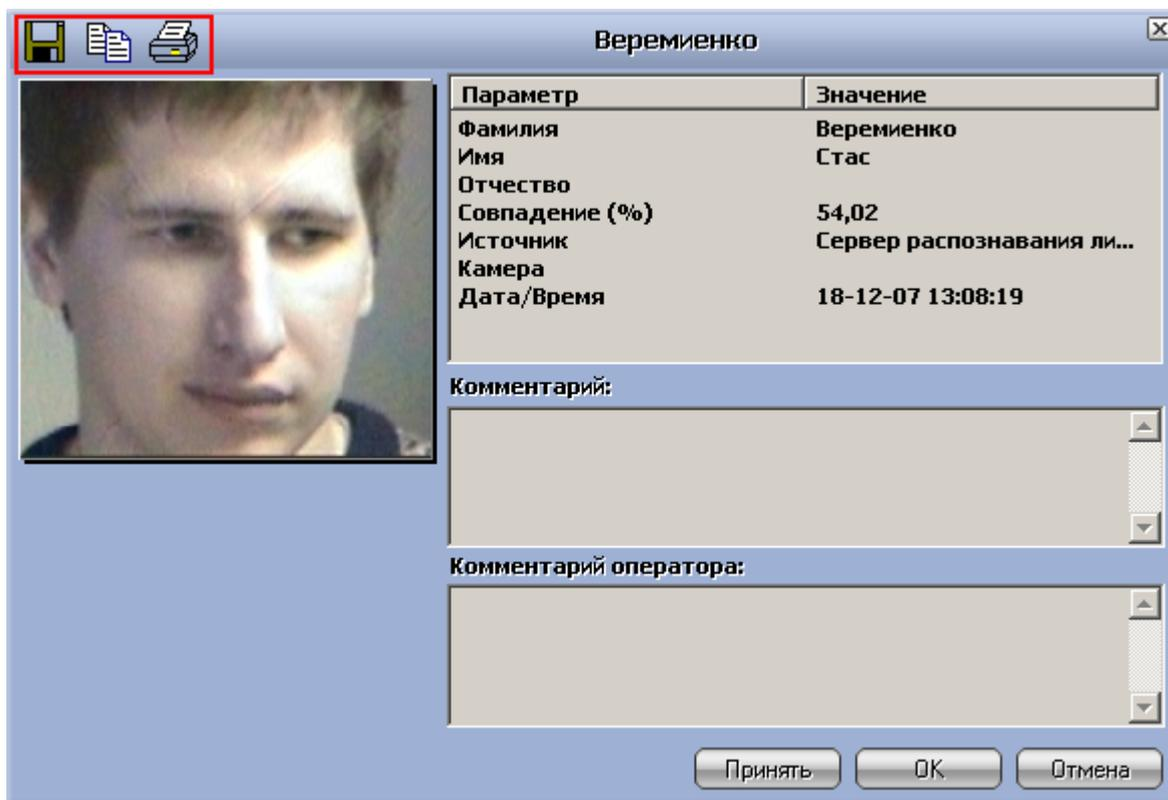 Веремиенко
Параметр Значение
Фамилия Веремиенко
Имя Стас
Отчество
Совпадение (%) 54,02
Источник Сервер распознавания ли...
Камера
Дата/Время 18-12-07 13:08:19
Комментарий:
Комментарий оператора:
Принять OK Отмена